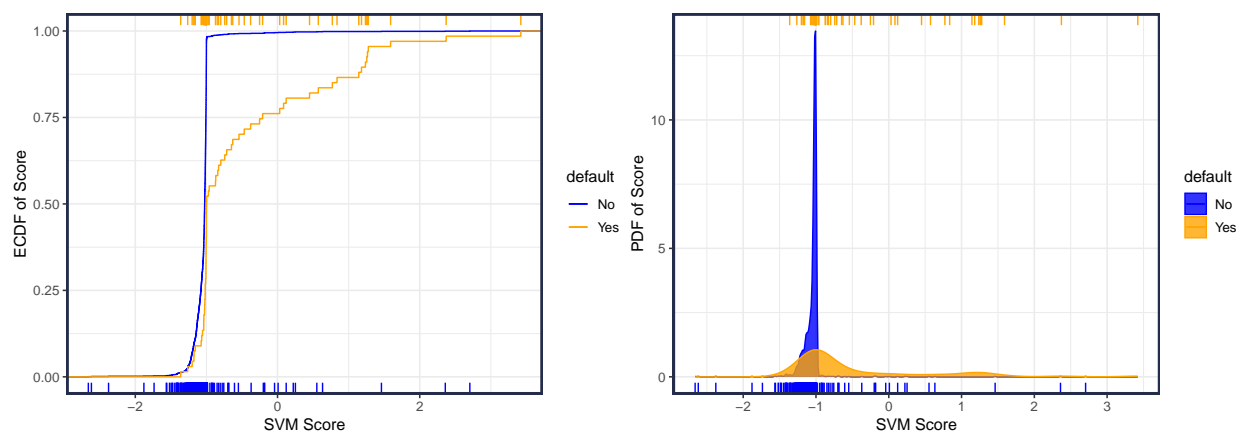 1.00
0.75
0.50
0.25
0.00
ECDF of Score
−2
0
2
SVM Score
default
No
Yes
10
5
0
PDF of Score
−2
−1
0
1
2
3
SVM Score
default
No
Yes